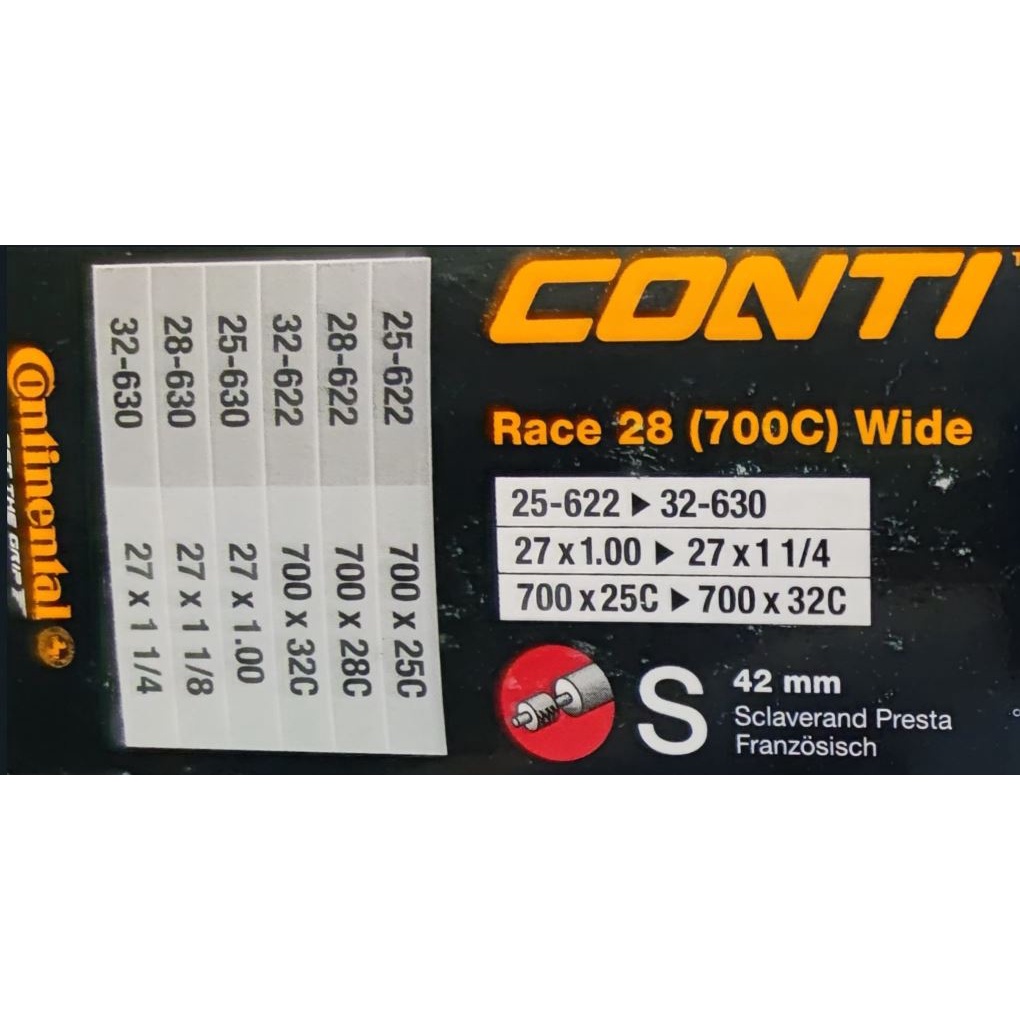 CONTI
Race 28 (700C) Wide
25-622 ▶ 32-630
27 x 1.00 ▶ 27 x 1 1/4
700 x 25C ▶ 700 x 32C
S
42 mm
Sclaverand Presta
Französisch
25-622 700 x 25C
28-622 700 x 28C
32-622 700 x 32C
25-630 27 x 1.00
28-630 27 x 1 1/8
32-630 27 x 1 1/4
Continental